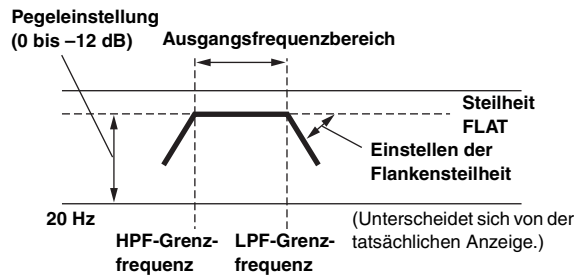 Pegeleinstellung
(0 bis –12 dB)
Ausgangsfrequenzbereich
Steilheit
FLAT
Einstellen der
Flankensteilheit
20 Hz
(Unterscheidet sich von der
tatsächlichen Anzeige.)
HPF-Grenz-
frequenz
LPF-Grenz-
frequenz